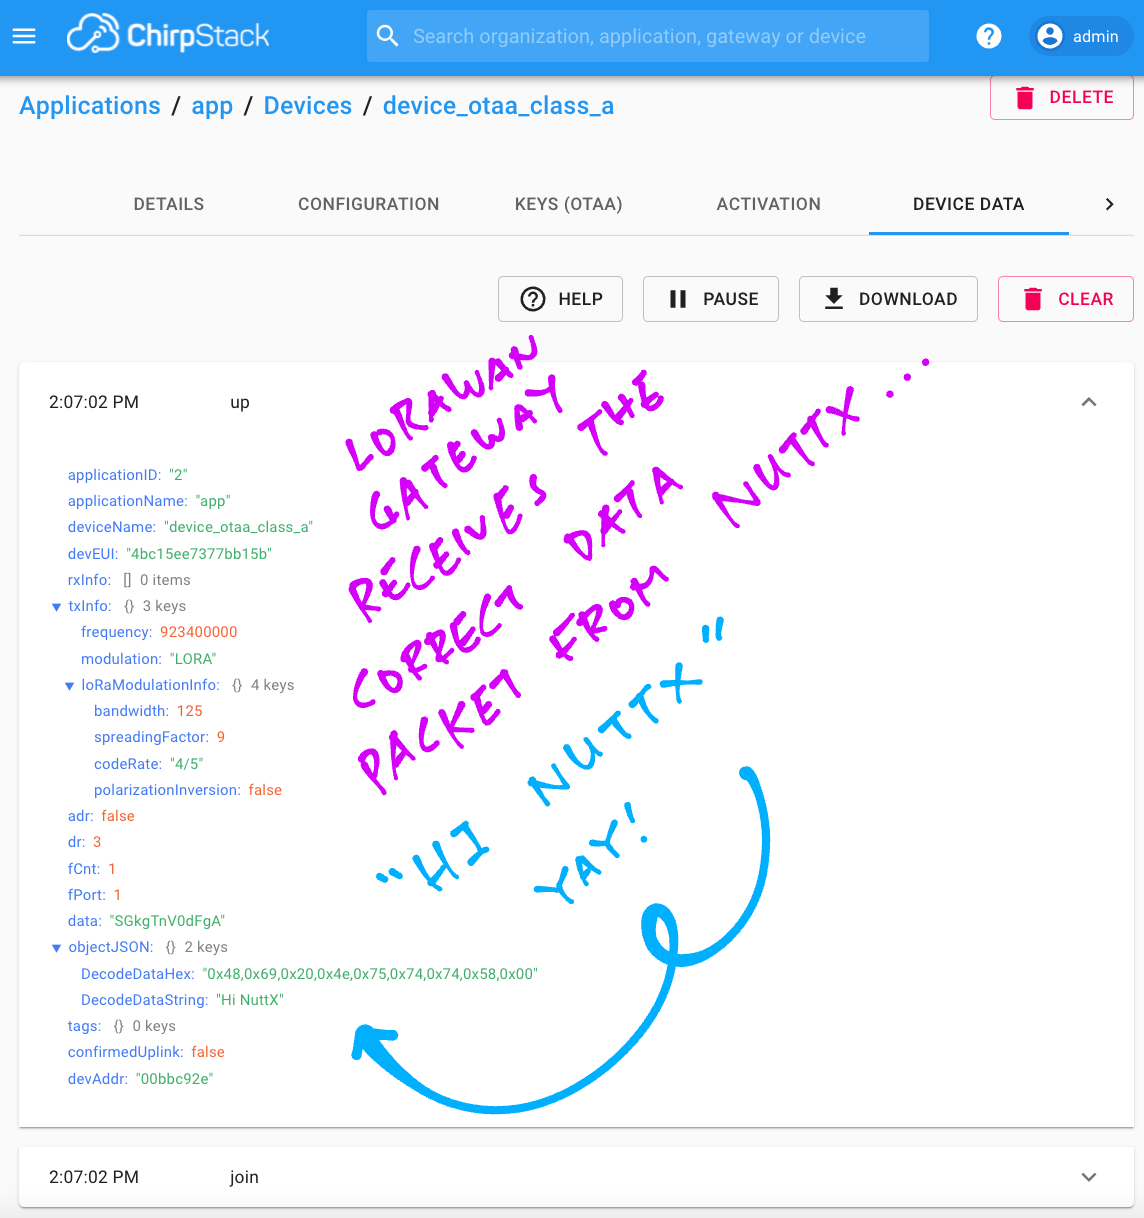 ChirpStack
Search organization, application, gateway or device
? admin
Applications / app / Devices / device_otaa_class_a
DELETE
DETAILS CONFIGURATION KEYS (OTAA) ACTIVATION DEVICE DATA
HELP PAUSE DOWNLOAD CLEAR
2:07:02 PM up
applicationID: "2"
applicationName: "app"
deviceName: "device_otaa_class_a"
devEUI: "4bc15ee7377bb15b"
rxInfo: [] 0 items
txInfo: {} 3 keys
frequency: 923400000
modulation: "LORA"
loRaModulationInfo: {} 4 keys
bandwidth: 125
spreadingFactor: 9
codeRate: "4/5"
polarizationInversion: false
adr: false
dr: 3
fCnt: 1
fPort: 1
data: "SGkgTnV0dFgA"
objectJSON: {} 2 keys
DecodeDataHex: "0x48,0x69,0x20,0x4e,0x75,0x74,0x74,0x58,0x00"
DecodeDataString: "Hi NuttX"
tags: {} 0 keys
confirmedUplink: false
devAddr: "00bbc92e"
LORAWAN
GATEWAY
RECEIVES THE
CORRECT DATA
PACKET FROM NUTTX...
"HI NUTTX"
YAY!
2:07:02 PM join